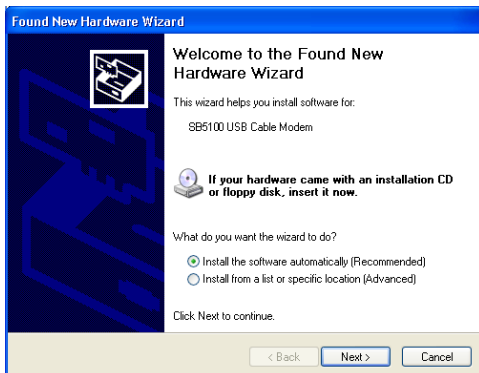 Found New Hardware Wizard
Welcome to the Found New
Hardware Wizard
This wizard helps you install software for:
SB5100 USB Cable Modem
If your hardware came with an installation CD
or floppy disk, insert it now.
What do you want the wizard to do?
Install the software automatically (Recommended)
Install from a list or specific location (Advanced)
Click Next to continue.
< Back
Next >
Cancel